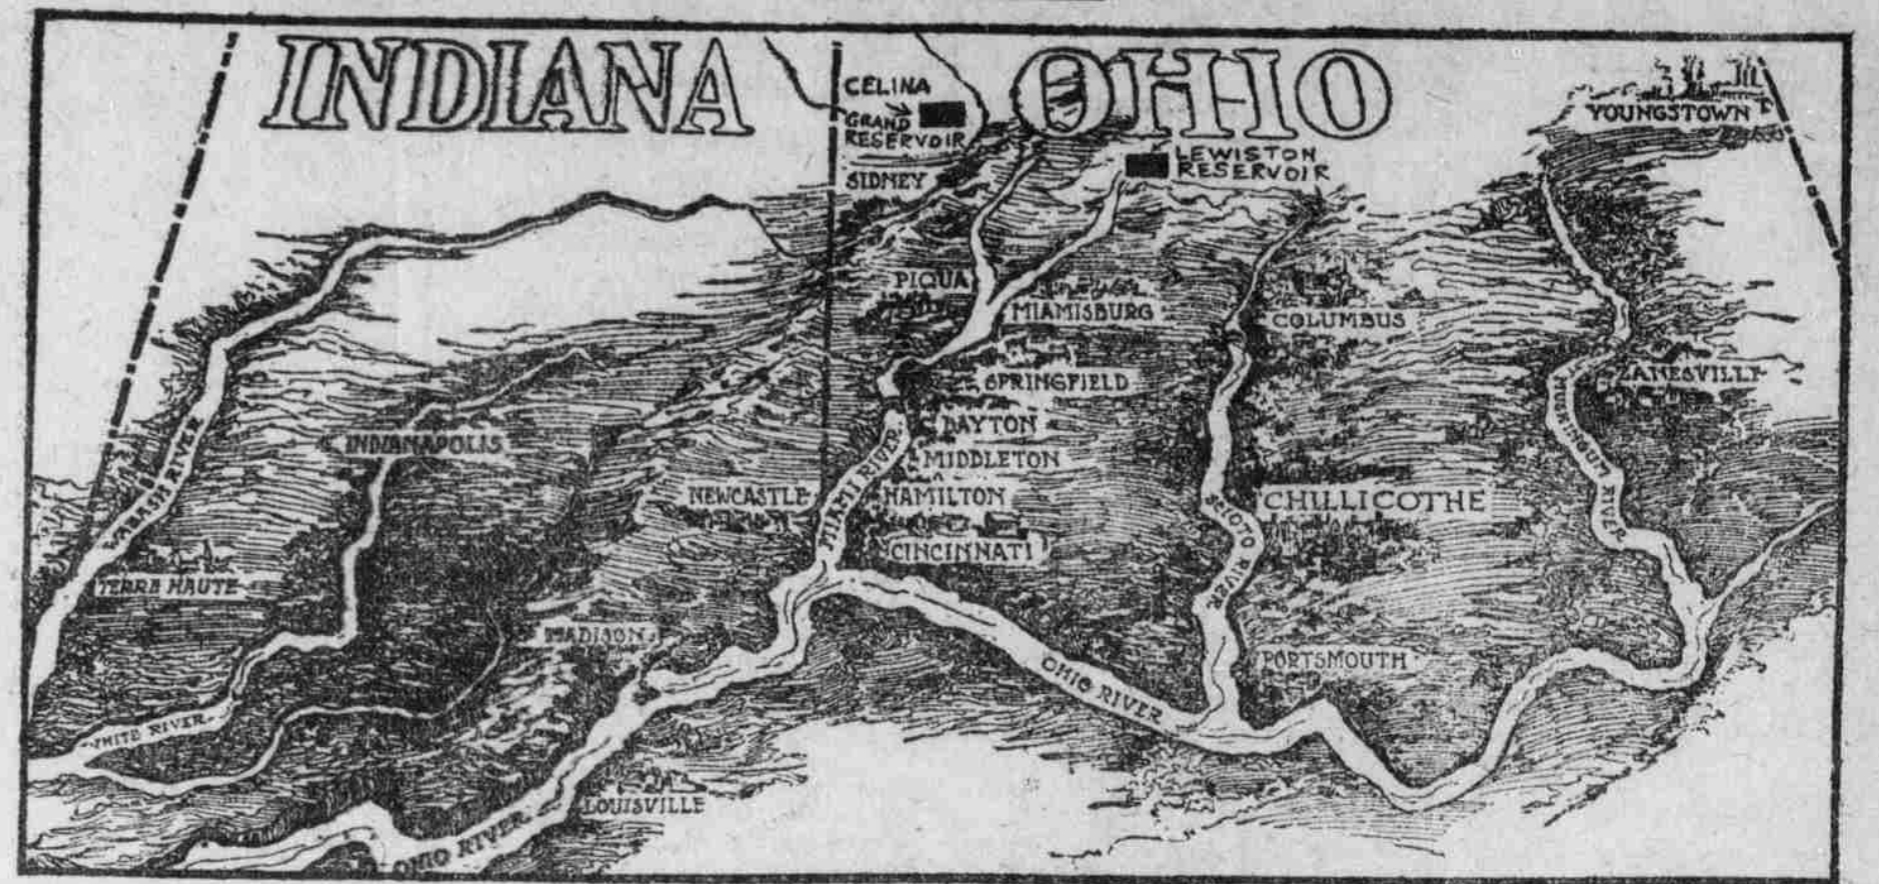 INDIANA
OHIO
CELINA
GRAND
RESERVOIR
YOUNGSTOWN
LEWISTON
RESERVOIR
SIDNEY
PIQUA
MIAMISBURG
COLUMBUS
SPRINGFIELD
ZANESVILLE
DAYTON
INDIANAPOLIS
MIDDLETON
WABASH RIVER
MIAMI RIVER
MUSKINGUM RIVER
NEWCASTLE
HAMILTON
CHILLICOTHE
SCIOTO RIVER
CINCINNATI
TERRA HAUTE
MADISON
PORTSMOUTH
OHIO RIVER
WHITE RIVER
LOUISVILLE
OHIO RIVER